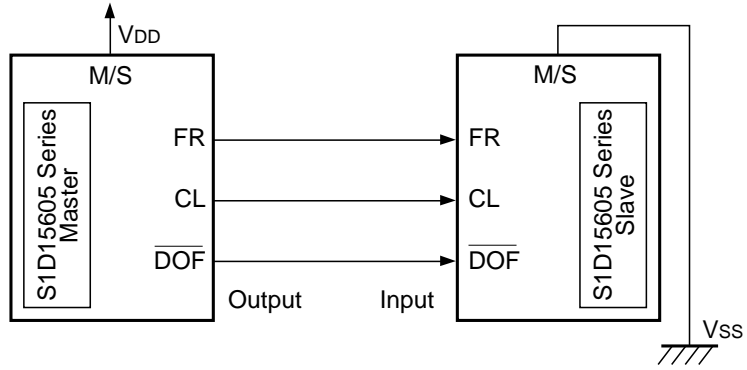 VDD
M/S
S1D15605 Series
Master
FR
CL
DOF
Output
Input
M/S
FR
CL
DOF
S1D15605 Series
Slave
VSS